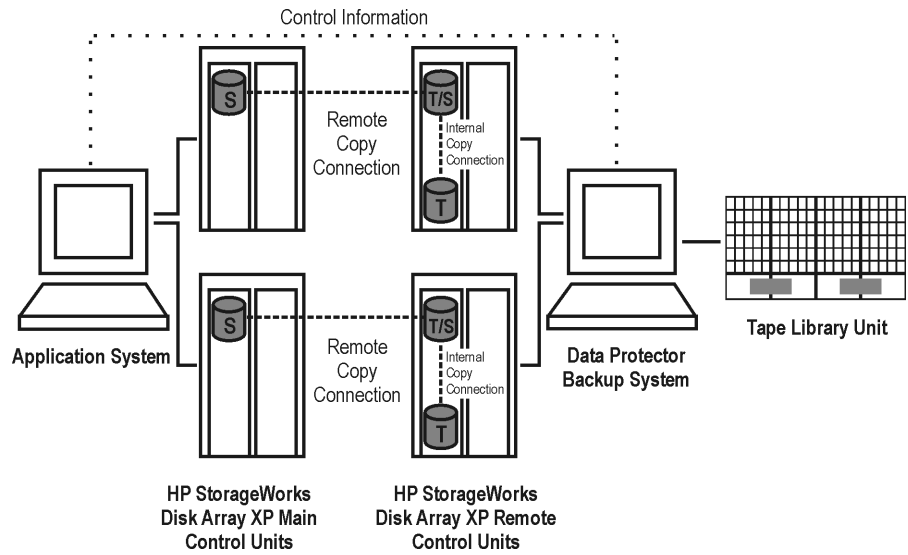 Control Information
S
T/S
Remote
Copy
Connection
Internal
Copy
Connection
T
S
T/S
Remote
Copy
Connection
Internal
Copy
Connection
T
Application System
Data Protector
Backup System
Tape Library Unit
HP StorageWorks
Disk Array XP Main
Control Units
HP StorageWorks
Disk Array XP Remote
Control Units